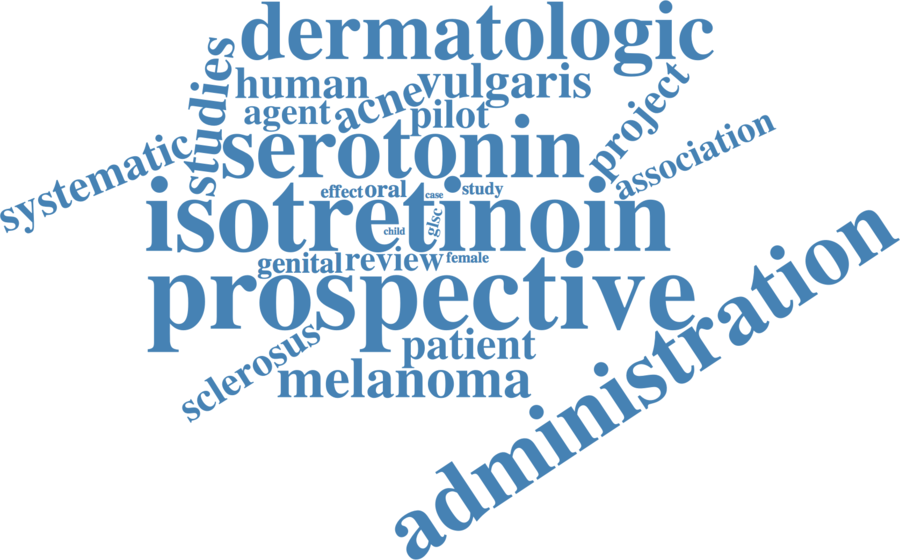 dermatologic
studies
human
vulgaris
acne
agent
pilot
project
serotonin
association
systematic
effect
oral
case
study
isotretinoin
glsc
child
genital
review
female
prospective
administration
sclerosus
patient
melanoma